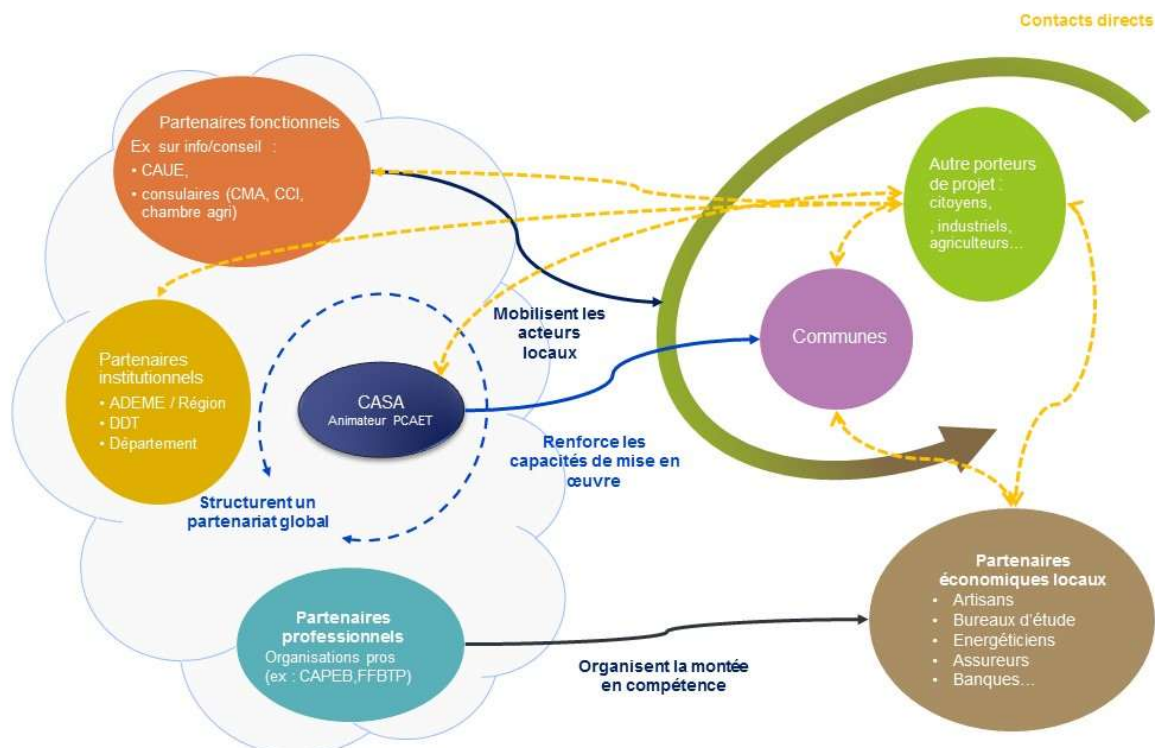 Contacts directs
Partenaires fonctionnels
Ex sur info/conseil :
• CAUE,
• consulaires (CMA, CCI,
chambre agri)
Autre porteurs
de projet :
citoyens,
, industriels,
agriculteurs…
Mobilisent les
acteurs
locaux
Communes
Partenaires
institutionnels
• ADEME / Région
• DDT
• Département
CASA
Animateur PCAET
Renforce les
capacités de mise en
œuvre
Structurent un
partenariat global
Partenaires
professionnels
Organisations pros
(ex : CAPEB,FFBTP)
Organisent la montée
en compétence
Partenaires
économiques locaux
• Artisans
• Bureaux d'étude
• Energéticiens
• Assureurs
• Banques…